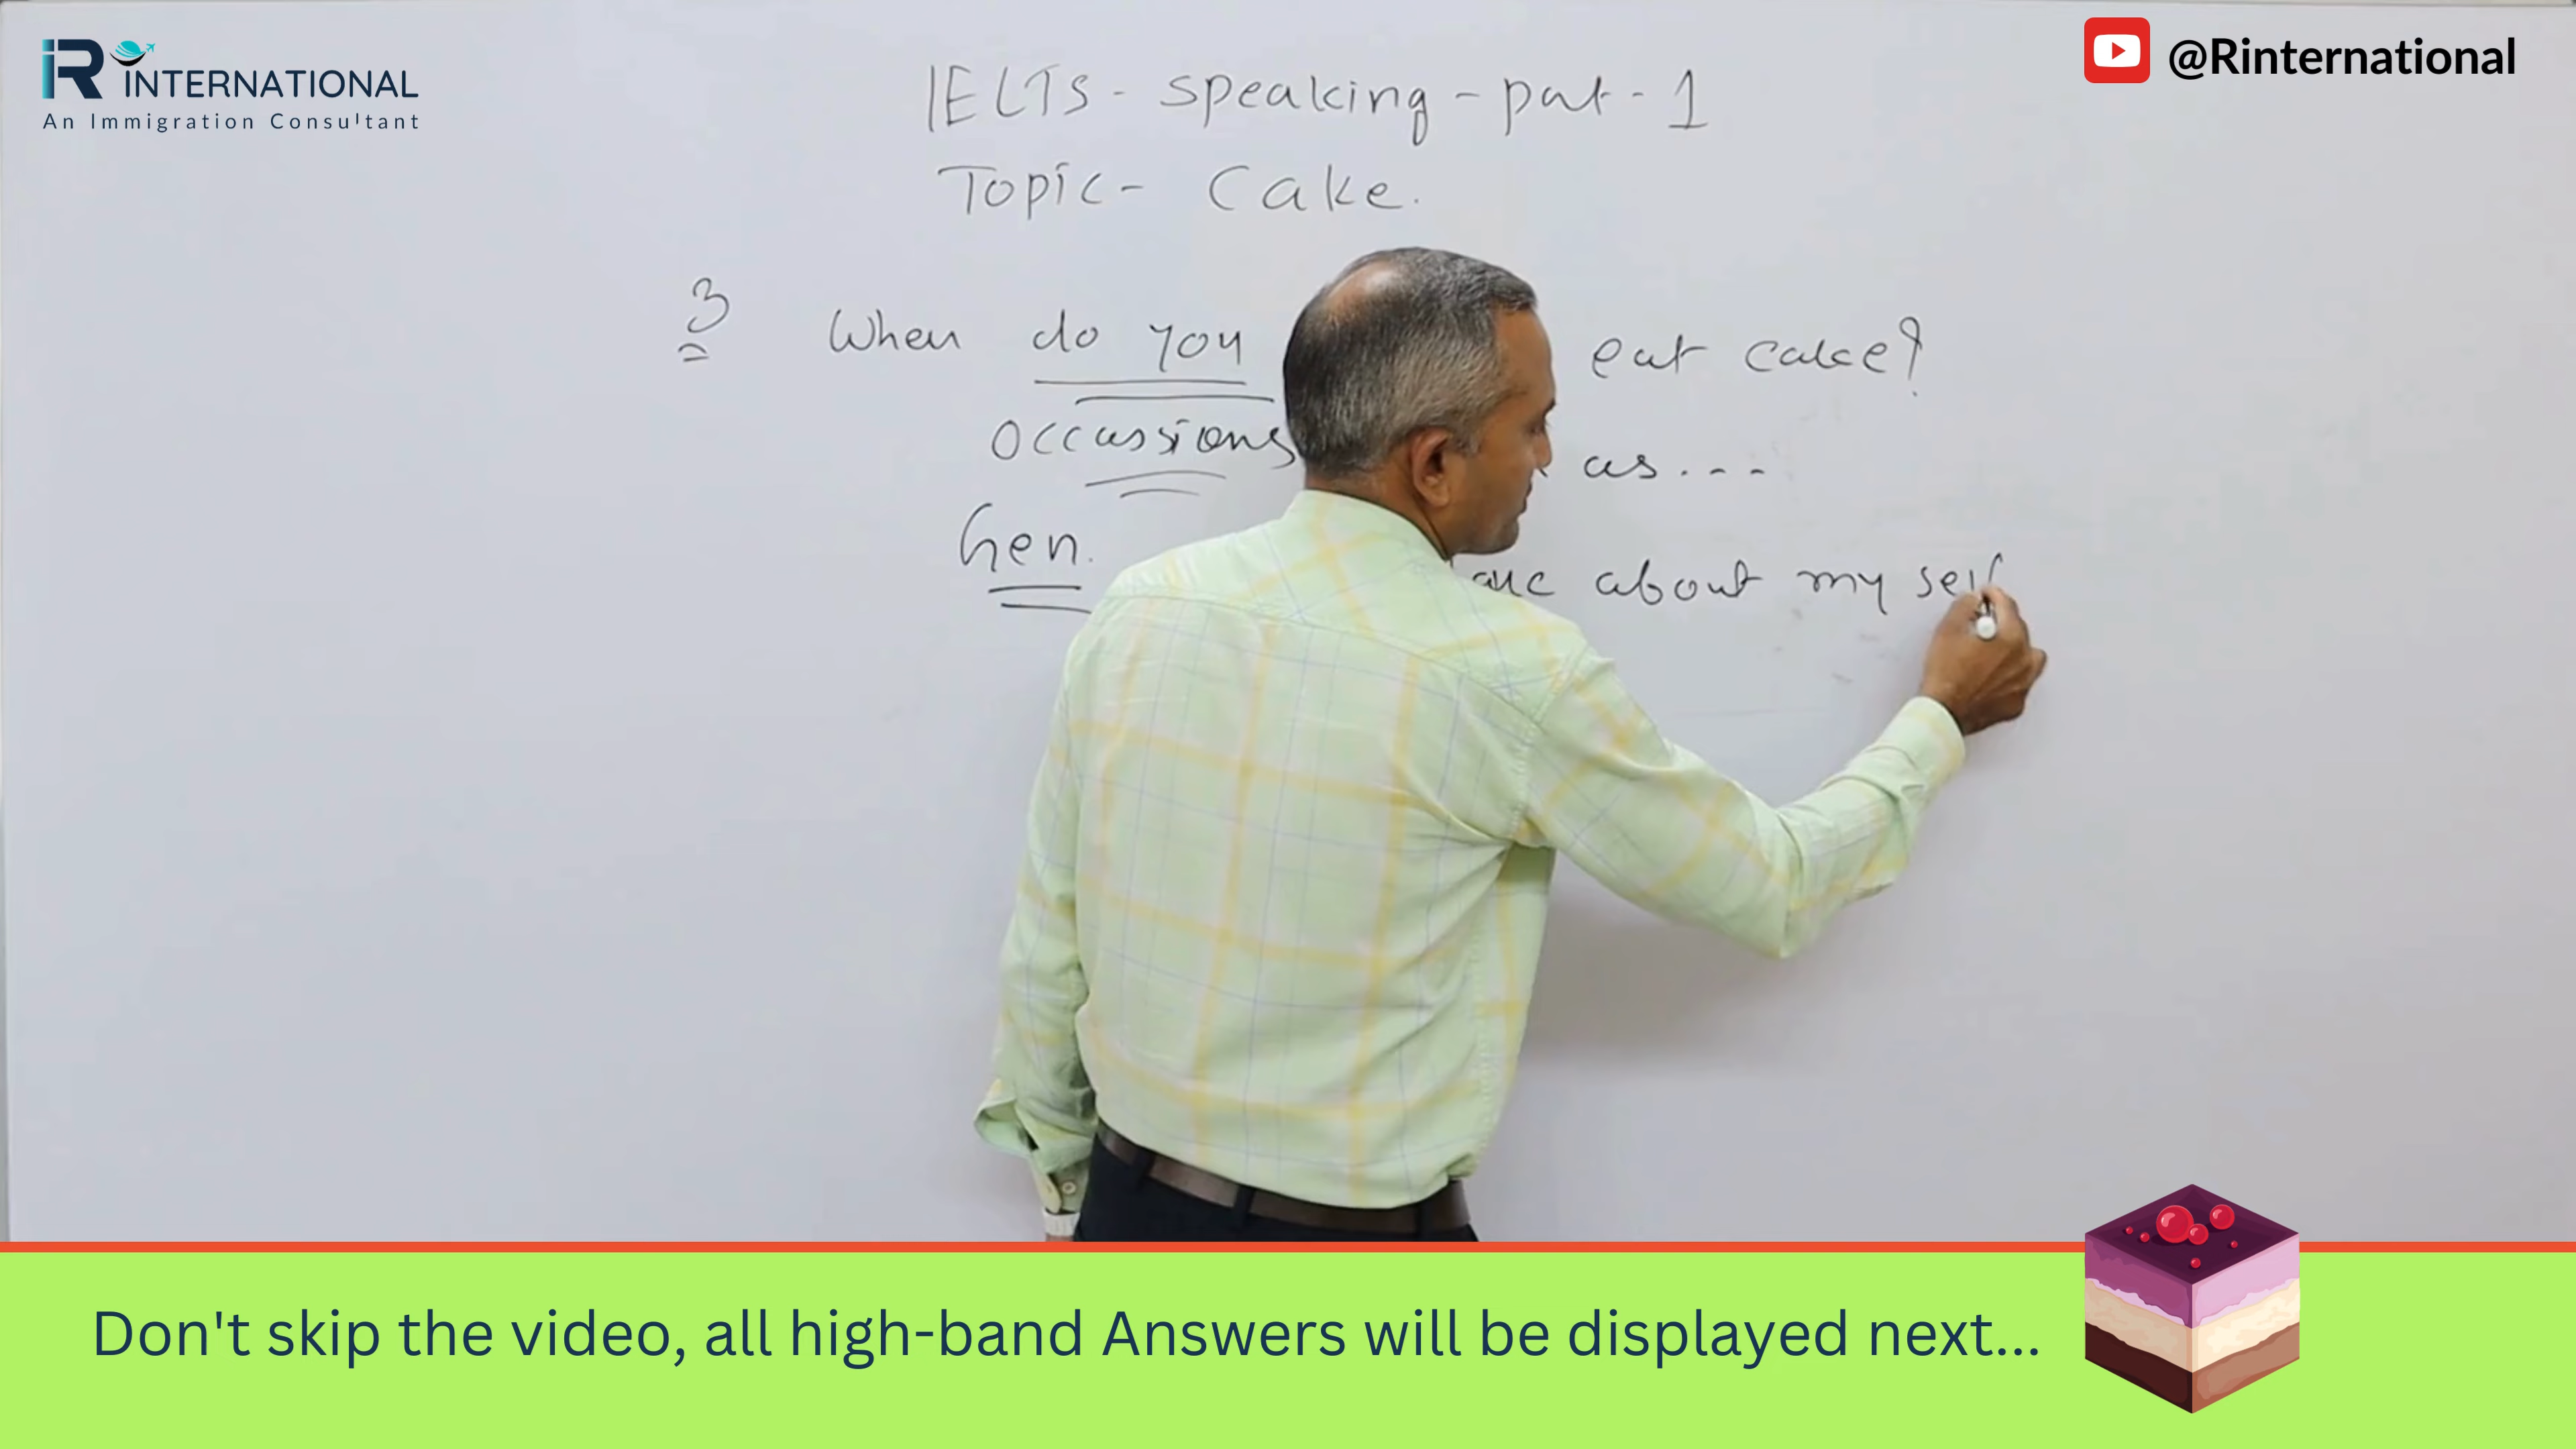 iR INTERNATIONAL
An Immigration Consultant
@Rinternational
IELTS - Speaking - part - 1
Topic - Cake.
3 When do you eat cake?
Occassions as...
Gen. about my self
Don't skip the video, all high-band Answers will be displayed next...